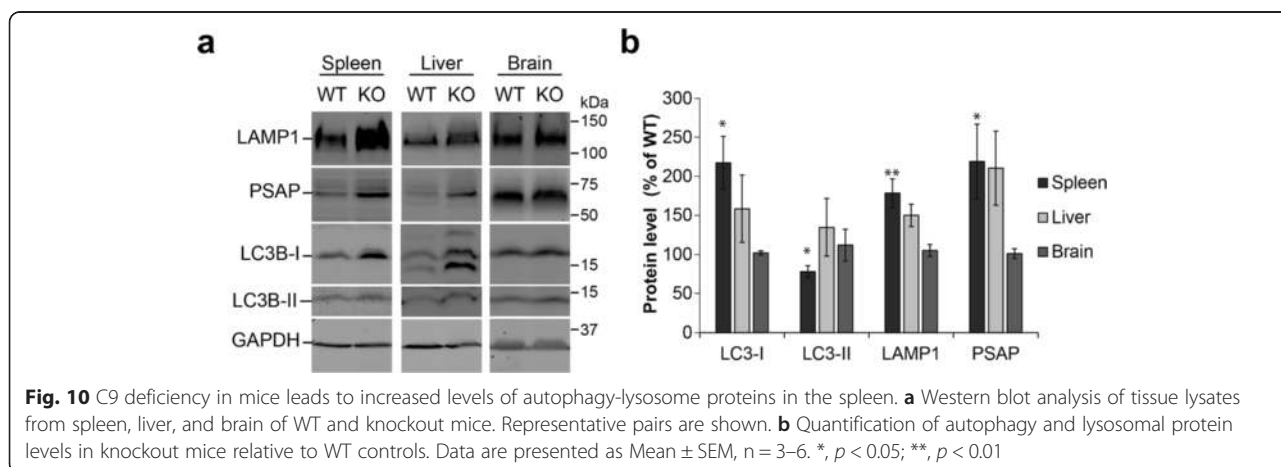 a
Spleen Liver Brain
WT KO WT KO WT KO
kDa
LAMP1
150
100
PSAP
75
50
LC3B-I
15
LC3B-II
15
GAPDH
37
b
Protein level (% of WT)
300
250
200
150
100
50
0
* * ** *
LC3-I LC3-II LAMP1 PSAP
Spleen
Liver
Brain
Fig. 10 C9 deficiency in mice leads to increased levels of autophagy-lysosome proteins in the spleen. a Western blot analysis of tissue lysates
from spleen, liver, and brain of WT and knockout mice. Representative pairs are shown. b Quantification of autophagy and lysosomal protein
levels in knockout mice relative to WT controls. Data are presented as Mean ± SEM, n = 3–6. *, p < 0.05; **, p < 0.01